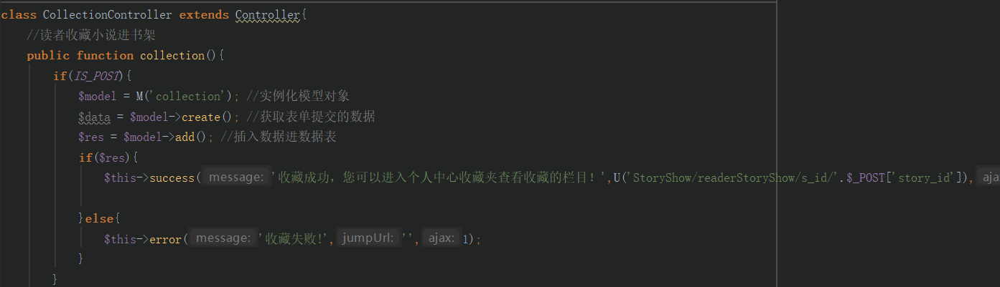 class CollectionController extends Controller{
//读者收藏小说进书架
public function collection(){
if(IS_POST){
$model = M('collection'); //实例化模型对象
$data = $model->create(); //获取表单提交的数据
$res = $model->add(); //插入数据进数据表
if($res){
$this->success( message: '收藏成功，您可以进入个人中心收藏夹查看收藏的栏目！',U('StoryShow/readerStoryShow/s_id/'.$_POST['story_id']), aja
}else{
$this->error( message: '收藏失败!', jumpUrl: '', ajax: 1);
}
}